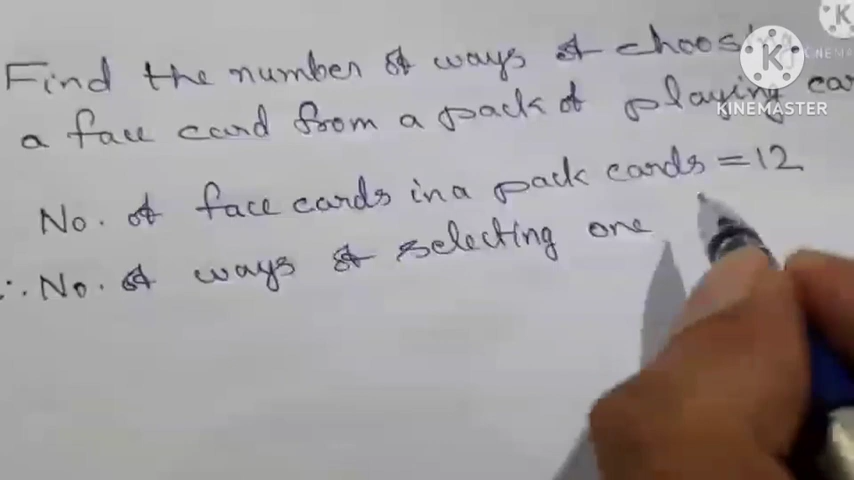 Find the number of ways of choosing
a face card from a pack of playing car
No. of face cards in a pack cards = 12
∴ No. of ways of selecting one
KINEMASTER